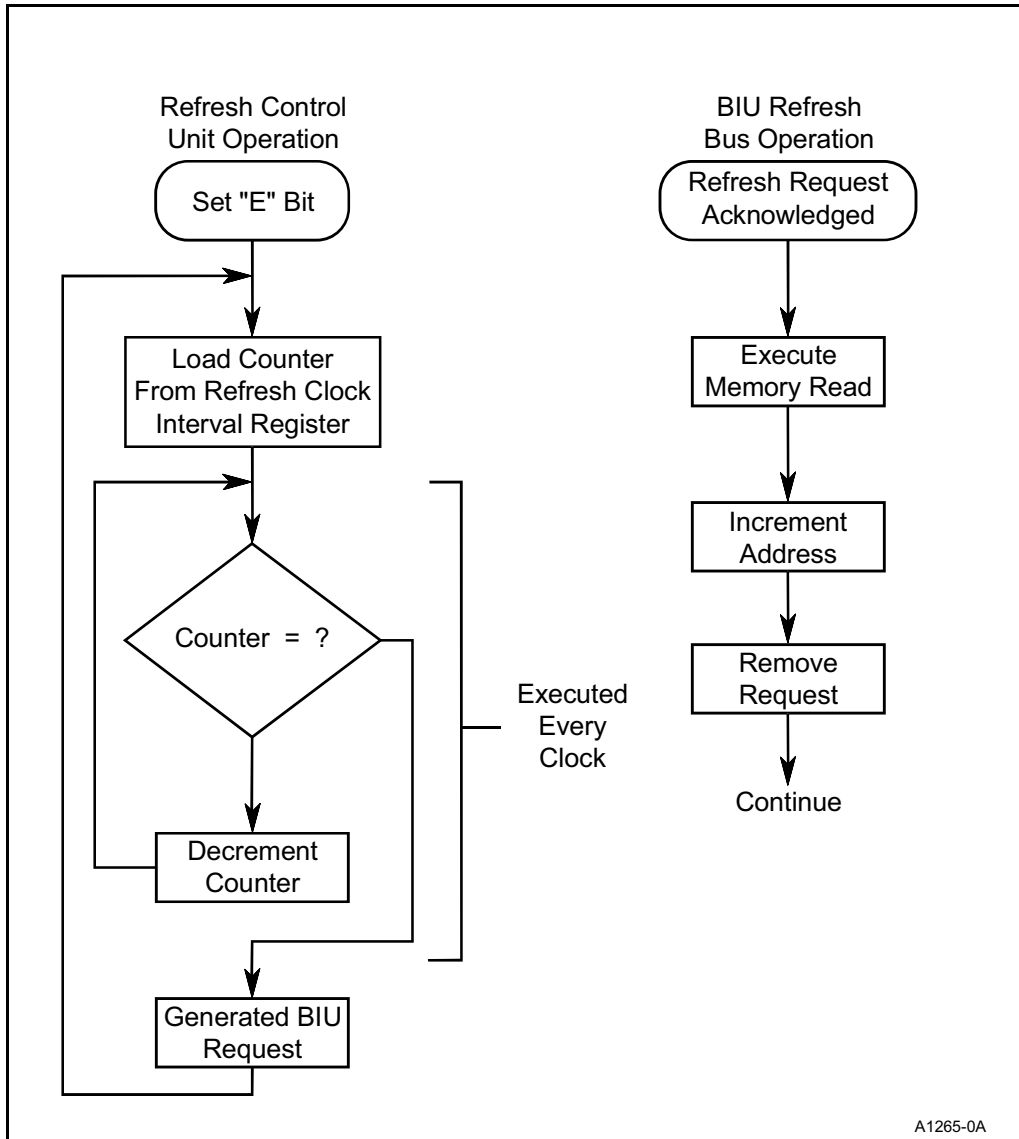 Refresh Control
Unit Operation
Set "E" Bit
Load Counter
From Refresh Clock
Interval Register
Counter = ?
Executed
Every
Clock
Decrement
Counter
Generated BIU
Request
BIU Refresh
Bus Operation
Refresh Request
Acknowledged
Execute
Memory Read
Increment
Address
Remove
Request
Continue
A1265-0A